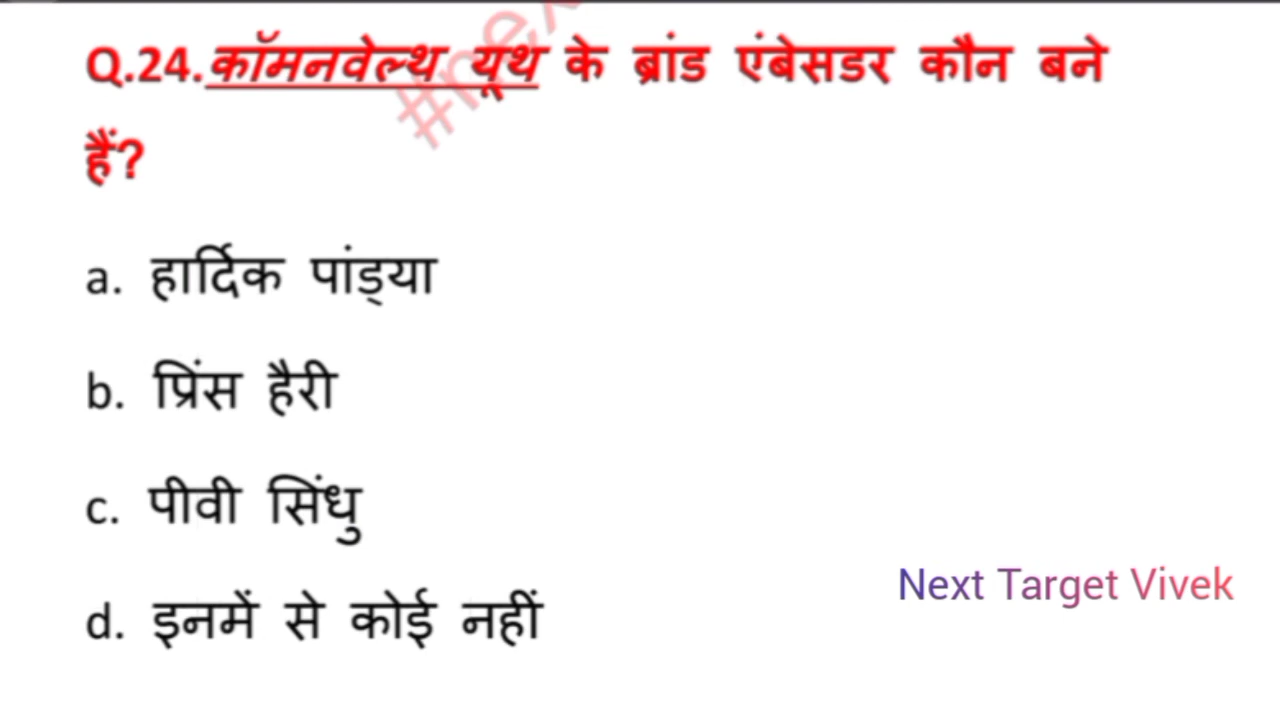 Q.24.कॉमनवेल्थ यूथ के ब्रांड एंबेसडर कौन बने
हैं?
a. हार्दिक पांड्या
b. प्रिंस हैरी
c. पीवी सिंधु
d. इनमें से कोई नहीं
Next Target Vivek